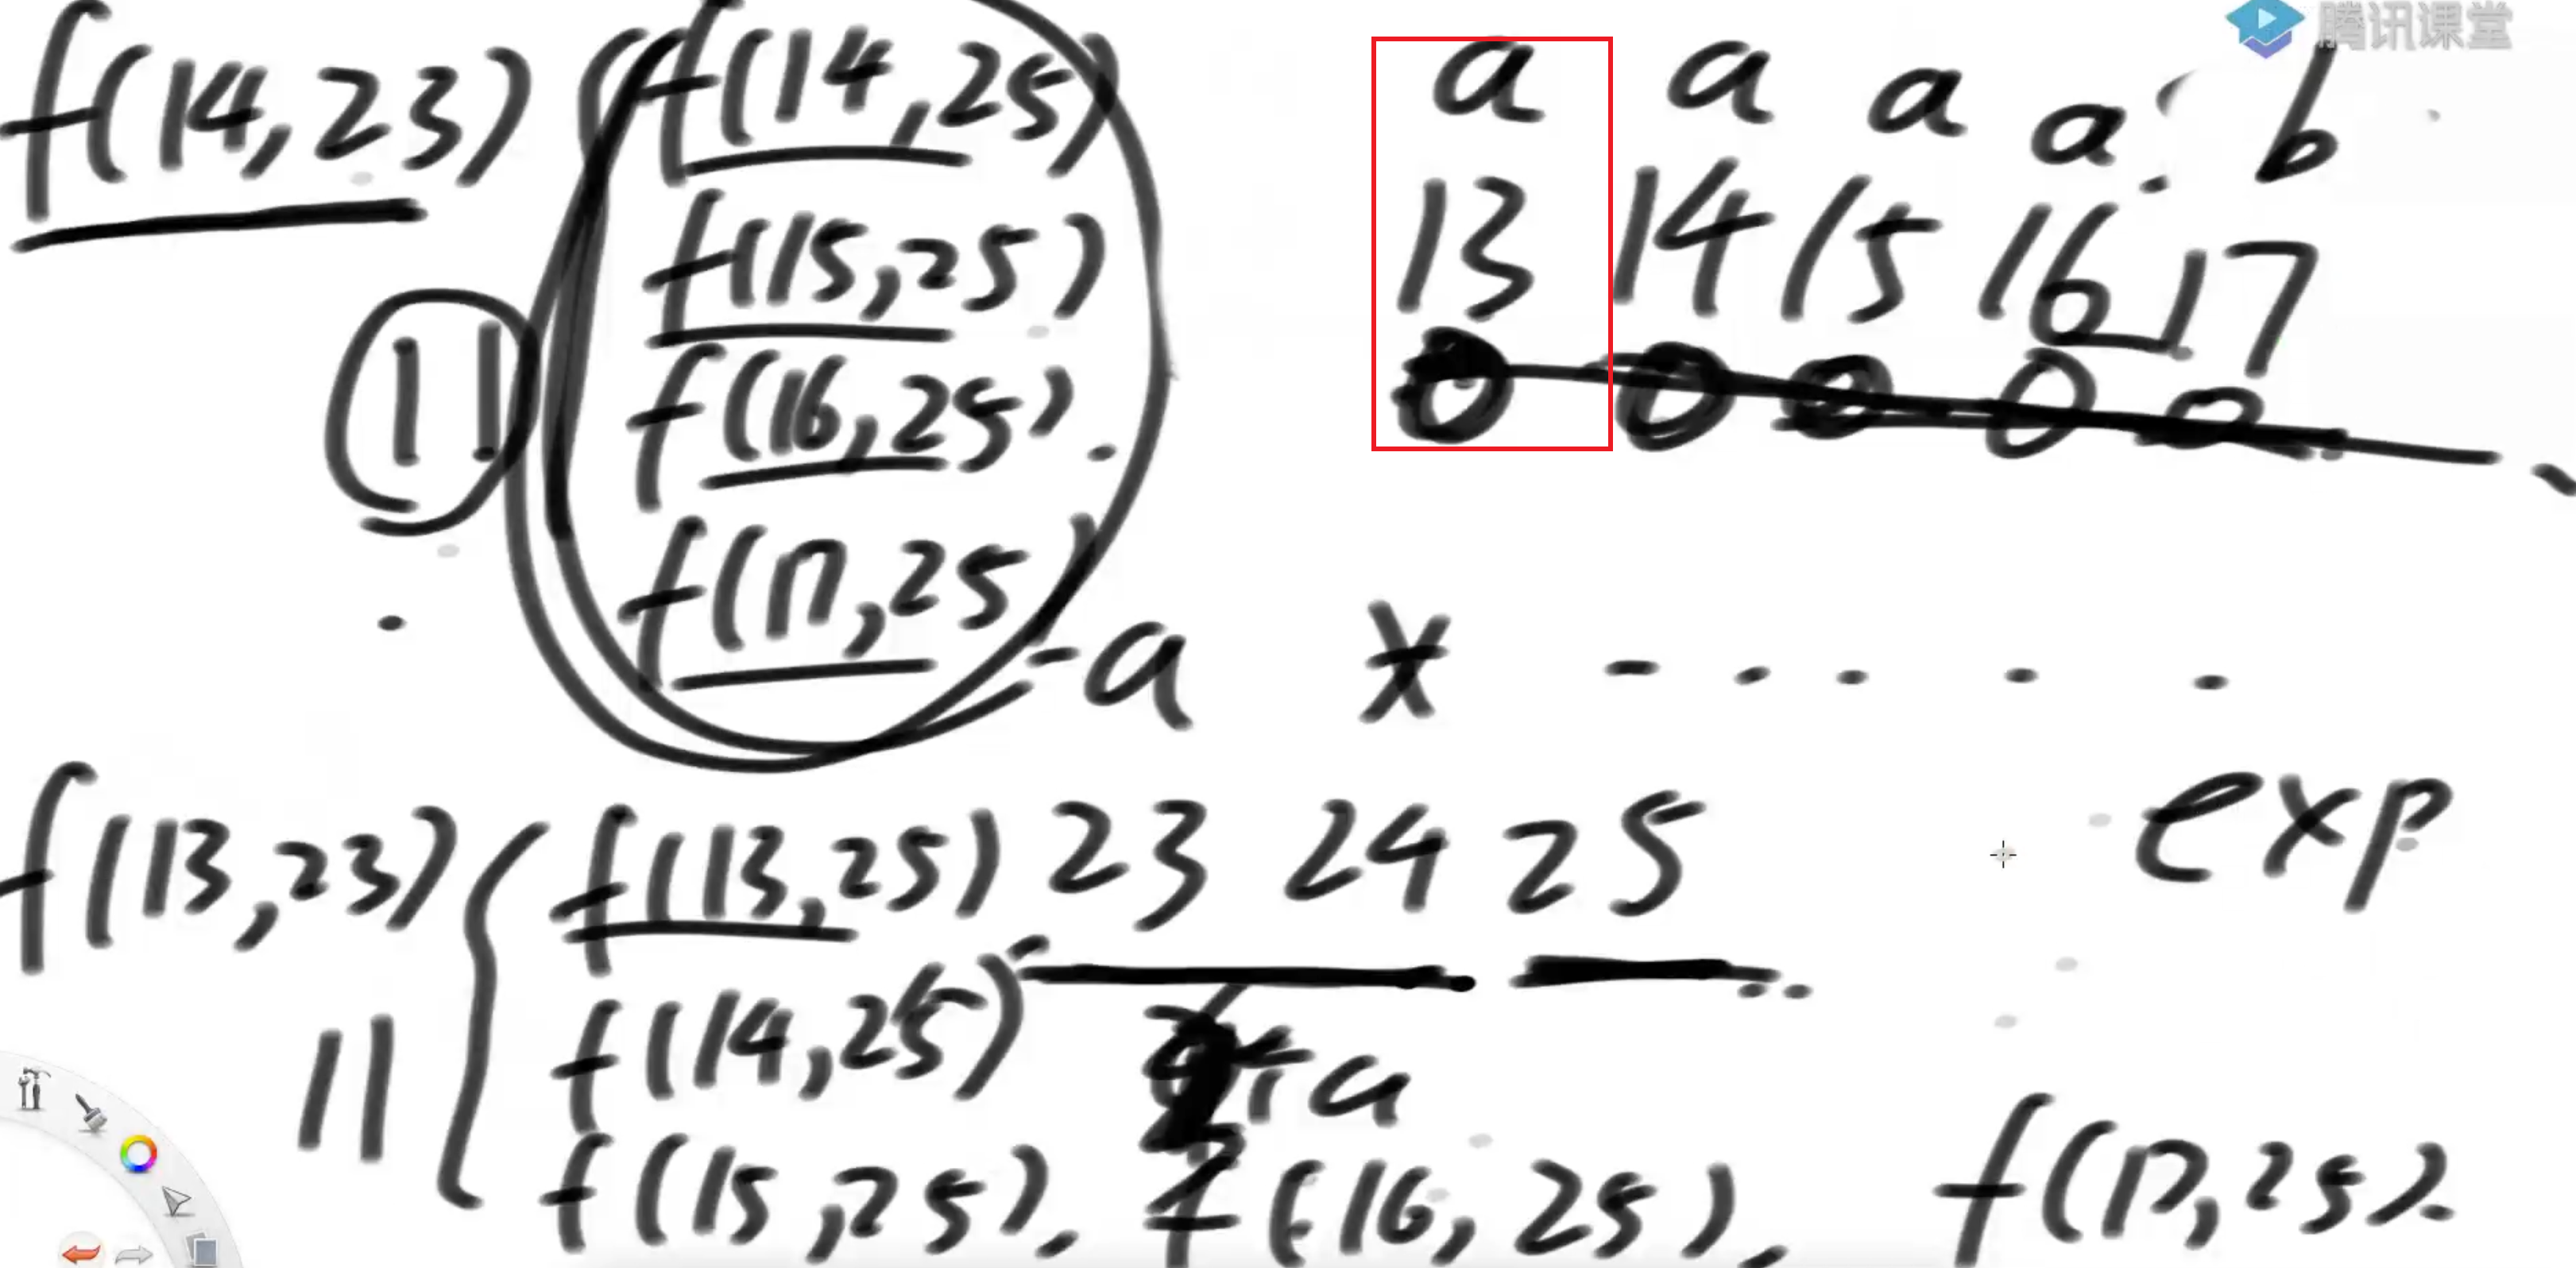 腾讯课堂
f(14,23) f(14,25) a a a a b
f(15,25) 13 14 15 16 17
11 f(16,25) 0 0 0 0 0
f(17,25)
a *
f(13,23) f(13,25) 23 24 25 exp
11 f(14,25) a
f(15,25), f(16,25), f(17,25)